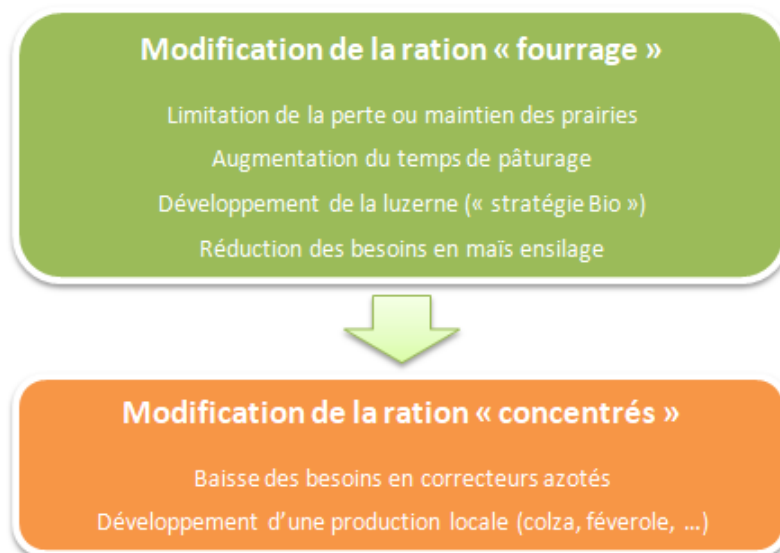 Modification de la ration « fourrage »
Limitation de la perte ou maintien des prairies
Augmentation du temps de pâturage
Développement de la luzerne (« stratégie Bio »)
Réduction des besoins en maïs ensilage
Modification de la ration « concentrés »
Baisse des besoins en correcteurs azotés
Développement d'une production locale (colza, féverole, ...)